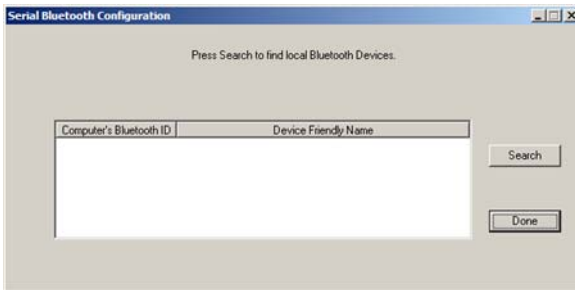 Serial Bluetooth Configuration
Press Search to find local Bluetooth Devices.
Computer's Bluetooth ID Device Friendly Name
Search
Done